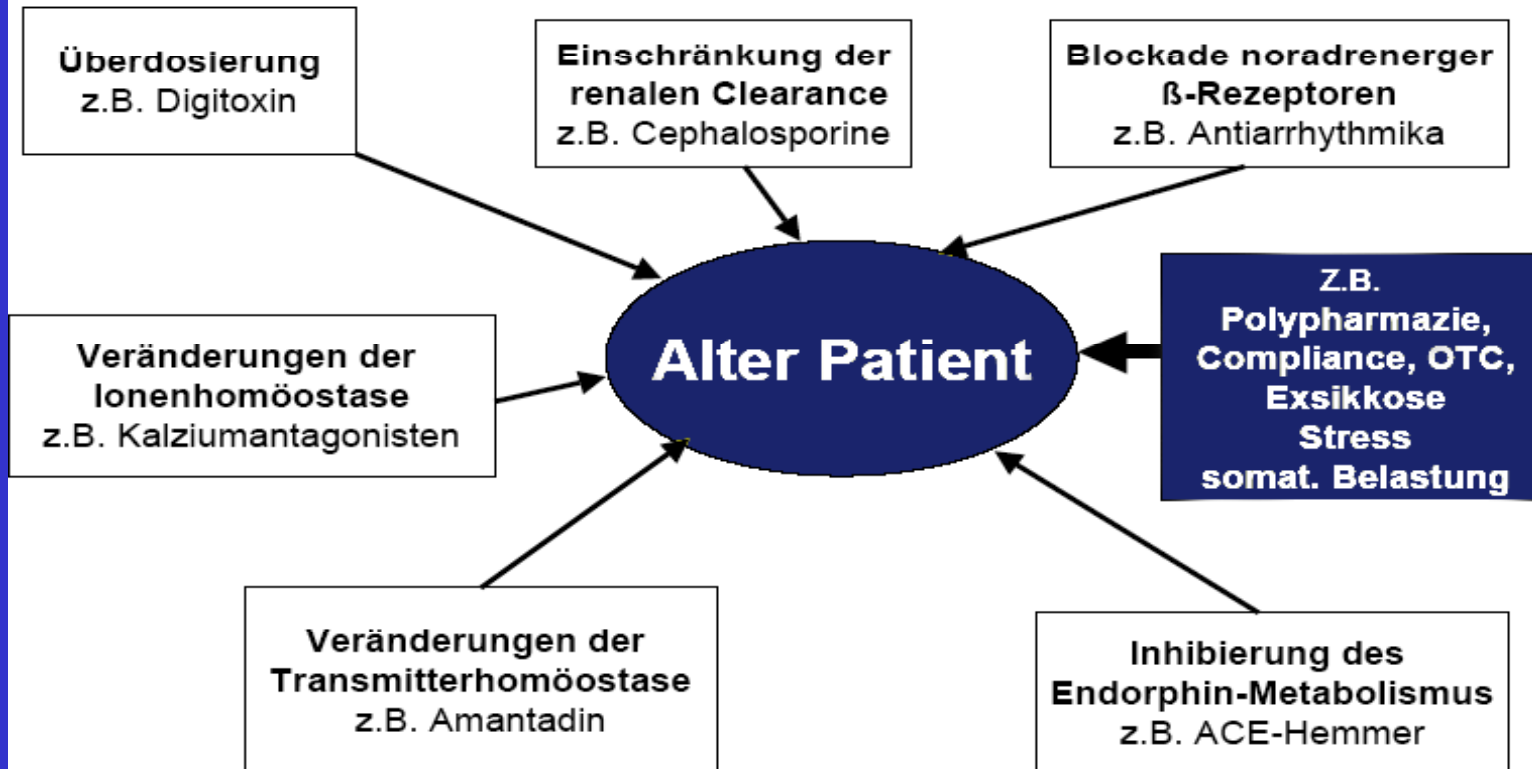 Überdosierung
z.B. Digitoxin
Einschränkung der
renalen Clearance
z.B. Cephalosporine
Blockade noradrenerger
ß-Rezeptoren
z.B. Antiarrhythmika
Veränderungen der
Ionenhomöostase
z.B. Kalziumantagonisten
Alter Patient
Z.B.
Polypharmazie,
Compliance, OTC,
Exsikkose
Stress
somat. Belastung
Veränderungen der
Transmitterhomöostase
z.B. Amantadin
Inhibierung des
Endorphin-Metabolismus
z.B. ACE-Hemmer